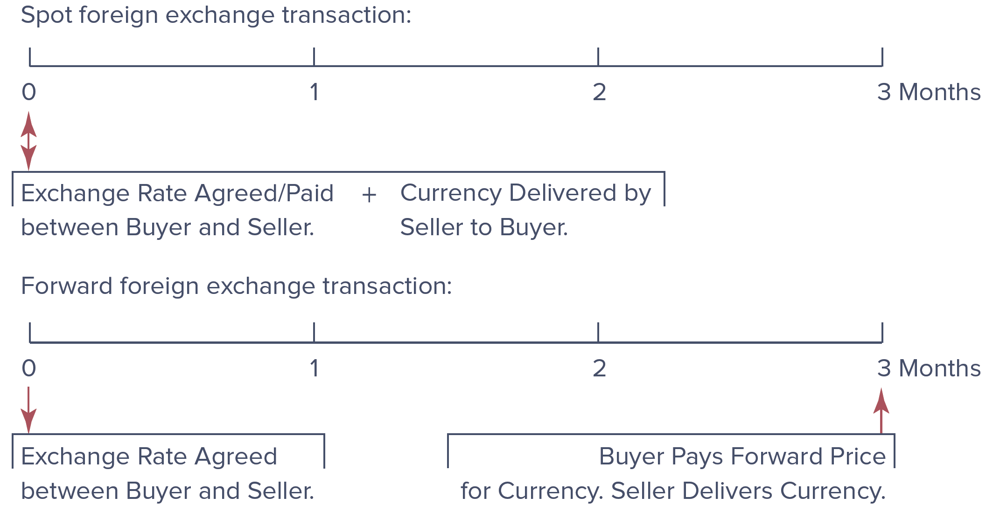 Spot foreign exchange transaction:
0 1 2 3 Months
Exchange Rate Agreed/Paid + Currency Delivered by
between Buyer and Seller. Seller to Buyer.
Forward foreign exchange transaction:
0 1 2 3 Months
Exchange Rate Agreed Buyer Pays Forward Price
between Buyer and Seller. for Currency. Seller Delivers Currency.